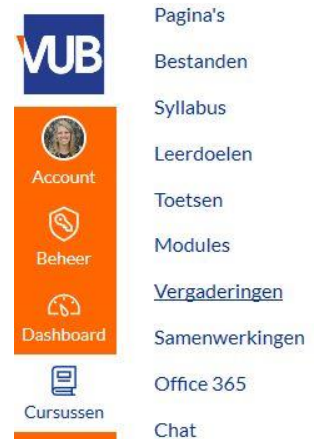 VUB
Account
Beheer
Dashboard
Cursussen
Pagina's
Bestanden
Syllabus
Leerdoelen
Toetsen
Modules
Vergaderingen
Samenwerkingen
Office 365
Chat